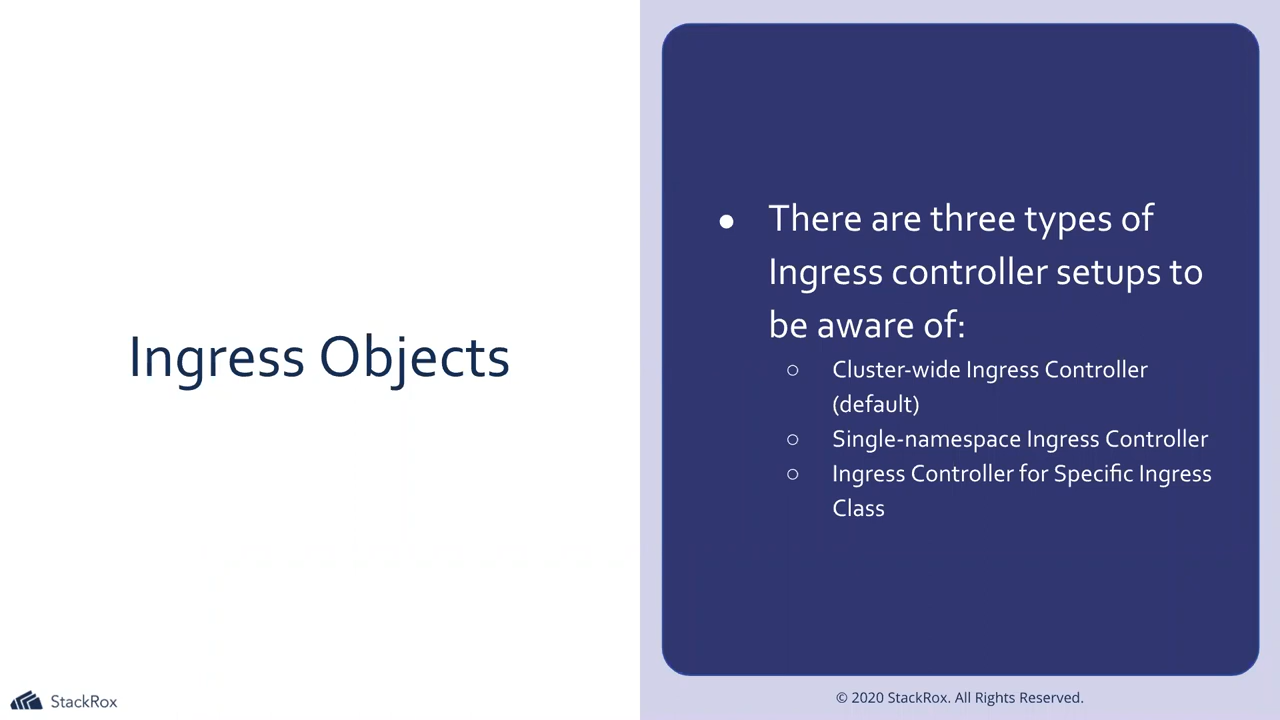 Ingress Objects
● There are three types of
Ingress controller setups to
be aware of:
○ Cluster-wide Ingress Controller
(default)
○ Single-namespace Ingress Controller
○ Ingress Controller for Specific Ingress
Class
StackRox
© 2020 StackRox. All Rights Reserved.